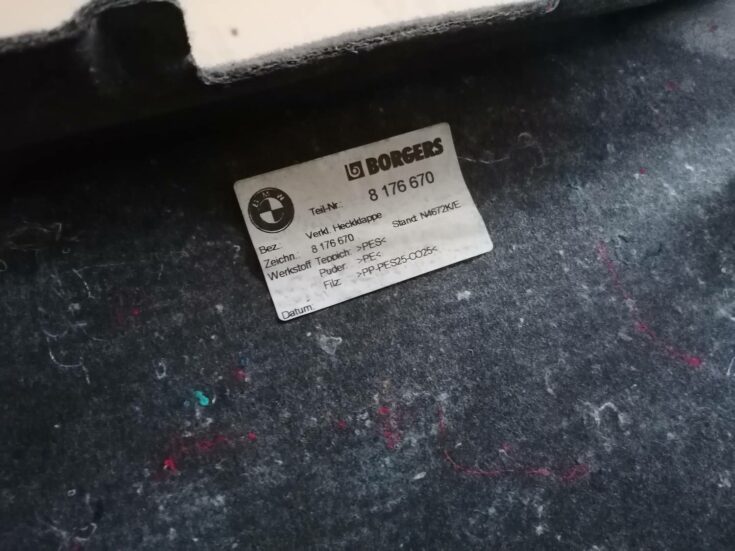 BMW
BORGERS
Teil-Nr.: 8 176 670
Bez.: Verkl. Heckklappe
Zeichn.: 8 176 670 Stand: N4672K/E
Werkstoff Teppich: >PES<
Puder: >PE<
Filz: >PP-PES25-CO25<
Datum: